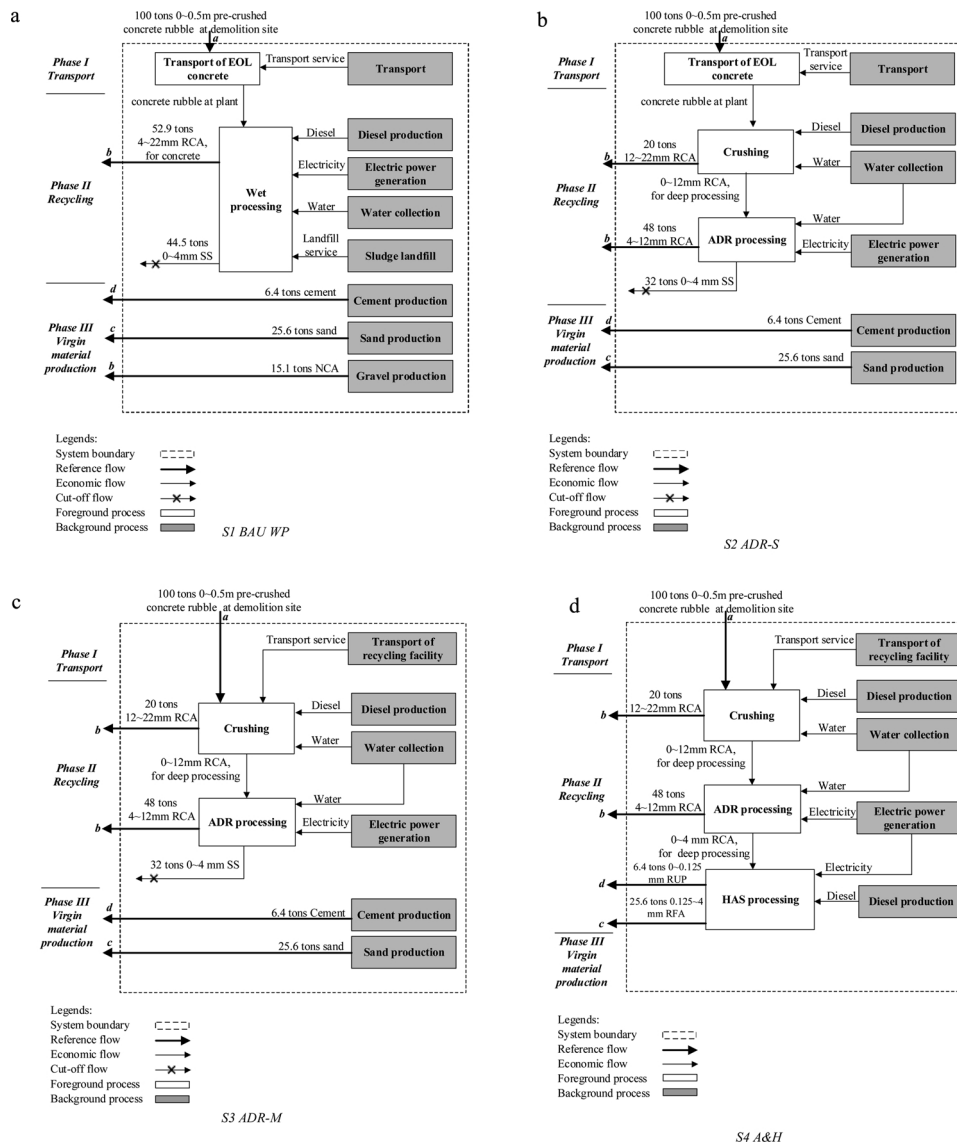 a
100 tons 0~0.5m pre-crushed
concrete rubble at demolition site
a
Phase I
Transport
Transport of EOL
concrete
Transport service
Transport
concrete rubble at plant
52.9 tons
4~22mm RCA,
for concrete
b
Phase II
Recycling
Wet
processing
Diesel
Diesel production
Electricity
Electric power
generation
Water
Water collection
Landfill
service
Sludge landfill
44.5 tons
0~4mm SS
d
6.4 tons cement
Cement production
Phase III
Virgin
material
production
c
25.6 tons sand
Sand production
b
15.1 tons NCA
Gravel production
Legends:
System boundary
Reference flow
Economic flow
Cut-off flow
Foreground process
Background process
S1 BAU WP
b
100 tons 0~0.5m pre-crushed
concrete rubble at demolition site
a
Phase I
Transport
Transport of EOL
concrete
Transport
service
Transport
concrete rubble at plant
20 tons
12~22mm RCA
b
Crushing
Diesel
Diesel production
Water
Water collection
0~12mm RCA,
for deep processing
Phase II
Recycling
48 tons
4~12mm RCA
b
ADR processing
Water
Electricity
Electric power
generation
32 tons 0~4 mm SS
Phase III
Virgin
material
production
d
6.4 tons Cement
Cement production
c
25.6 tons sand
Sand production
Legends:
System boundary
Reference flow
Economic flow
Cut-off flow
Foreground process
Background process
S2 ADR-S
c
100 tons 0~0.5m pre-crushed
concrete rubble at demolition site
a
Phase I
Transport
Transport service
Transport of
recycling facility
20 tons
12~22mm RCA
b
Crushing
Diesel
Diesel production
Water
Water collection
0~12mm RCA,
for deep processing
Phase II
Recycling
48 tons
4~12mm RCA
b
ADR processing
Water
Electricity
Electric power
generation
32 tons 0~4 mm SS
Phase III
Virgin
material
production
d
6.4 tons Cement
Cement production
c
25.6 tons sand
Sand production
Legends:
System boundary
Reference flow
Economic flow
Cut-off flow
Foreground process
Background process
S3 ADR-M
d
100 tons 0~0.5m pre-crushed
concrete rubble at demolition site
a
Phase I
Transport
Transport service
Transport of
recycling facility
20 tons
12~22mm RCA
b
Crushing
Diesel
Diesel production
Water
Water collection
0~12mm RCA,
for deep processing
Phase II
Recycling
48 tons
4~12mm RCA
b
ADR processing
Water
Electricity
Electric power
generation
0~4 mm RCA,
for deep processing
6.4 tons 0~0.125
mm RUP
d
25.6 tons 0.125~4
mm RFA
c
HAS processing
Electricity
Diesel
Diesel production
Phase III
Virgin
material
production
Legends:
System boundary
Reference flow
Economic flow
Foreground process
Background process
S4 A&H